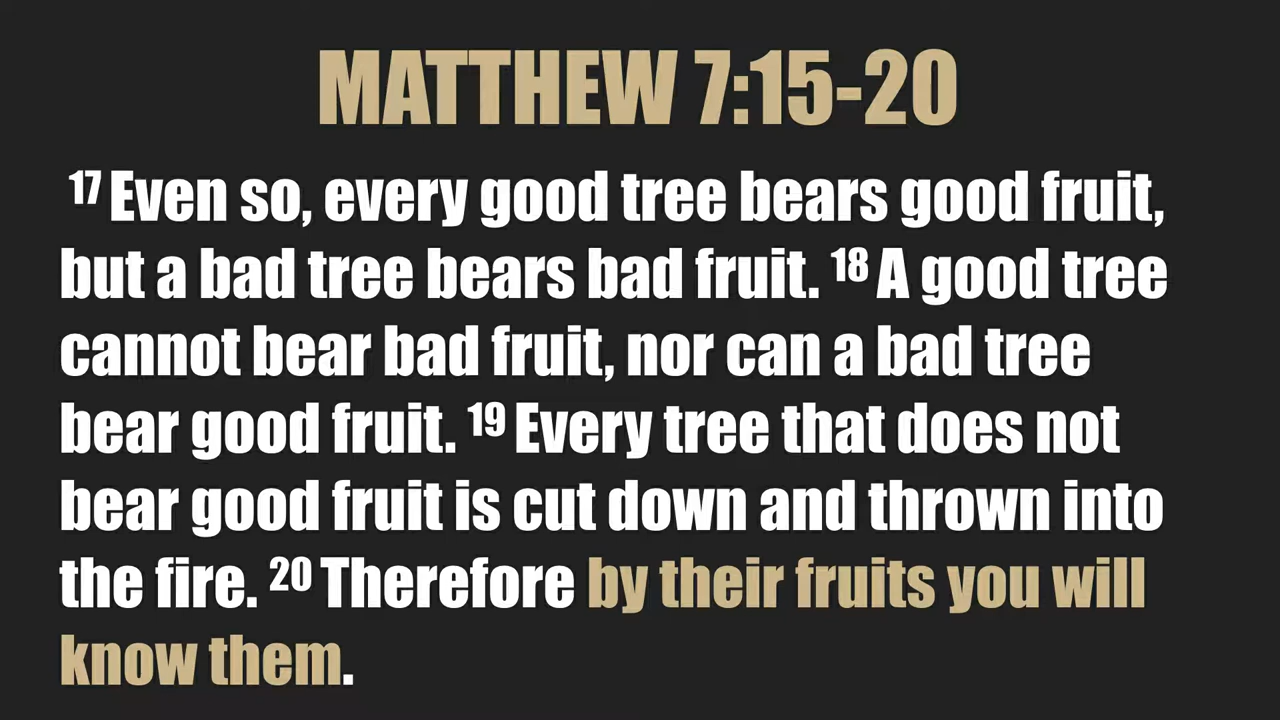 MATTHEW 7:15-20
17 Even so, every good tree bears good fruit,
but a bad tree bears bad fruit. 18 A good tree
cannot bear bad fruit, nor can a bad tree
bear good fruit. 19 Every tree that does not
bear good fruit is cut down and thrown into
the fire. 20 Therefore by their fruits you will
know them.